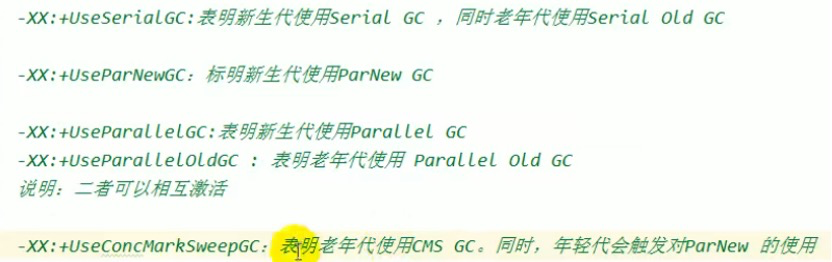 -XX:+UseSerialGC:表明新生代使用Serial GC ，同时老年代使用Serial Old GC
-XX:+UseParNewGC：标明新生代使用ParNew GC
-XX:+UseParallelGC:表明新生代使用Parallel GC
-XX:+UseParallelOldGC : 表明老年代使用 Parallel Old GC
说明：二者可以相互激活
-XX:+UseConcMarkSweepGC：表明老年代使用CMS GC。同时，年轻代会触发对ParNew 的使用